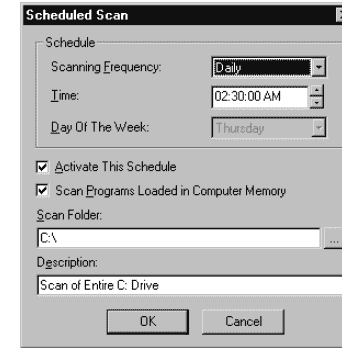 Scheduled Scan
Schedule
Scanning Frequency: Daily
Time: 02:30:00 AM
Day Of The Week: Thursday
Activate This Schedule
Scan Programs Loaded in Computer Memory
Scan Folder:
C:\ ...
Description:
Scan of Entire C: Drive
OK Cancel